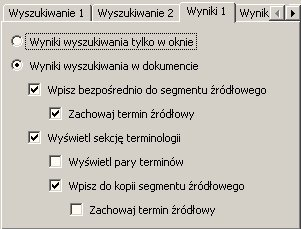 Wyszukiwanie 1 Wyszukiwanie 2 Wyniki 1 Wynik
Wyniki wyszukiwania tylko w oknie
Wyniki wyszukiwania w dokumencie
Wpisz bezpośrednio do segmentu źródłowego
Zachowaj termin źródłowy
Wyświetl sekcję terminologii
Wyświetl pary terminów
Wpisz do kopii segmentu źródłowego
Zachowaj termin źródłowy